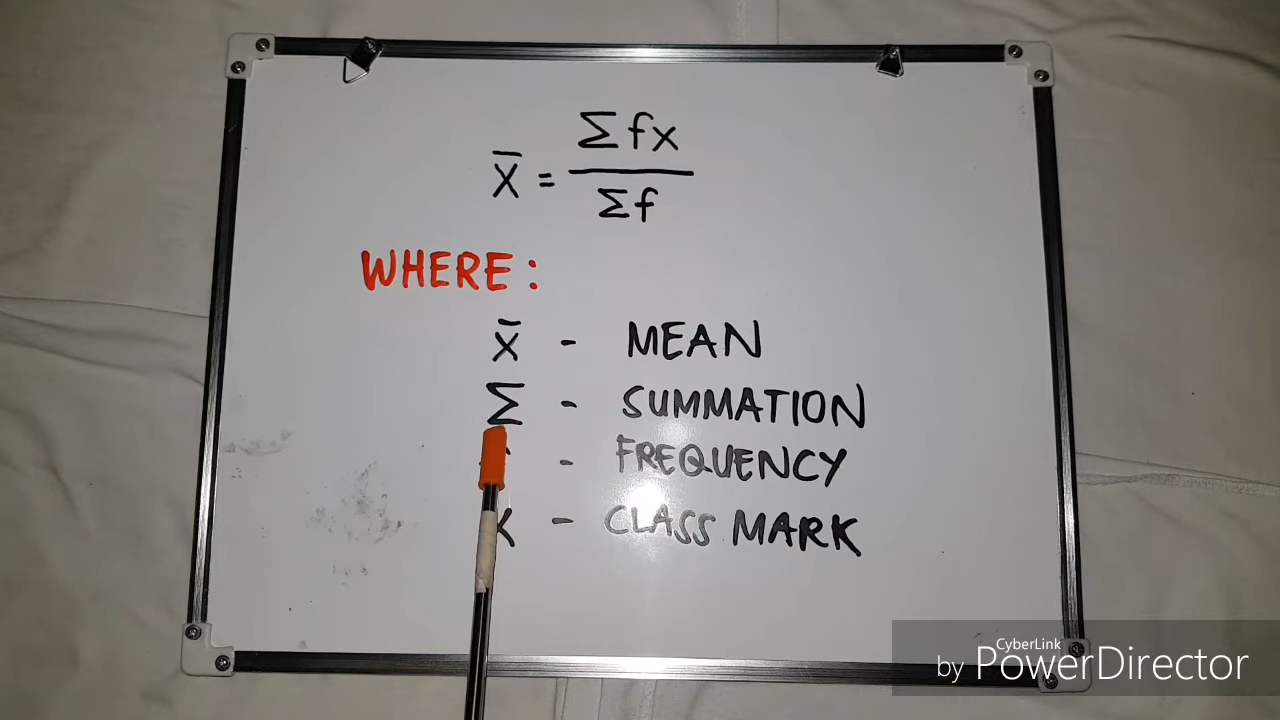 x̄ = Σfx / Σf
WHERE:
x̄ - MEAN
Σ - SUMMATION
- FREQUENCY
- CLASS MARK
CyberLink
by PowerDirector